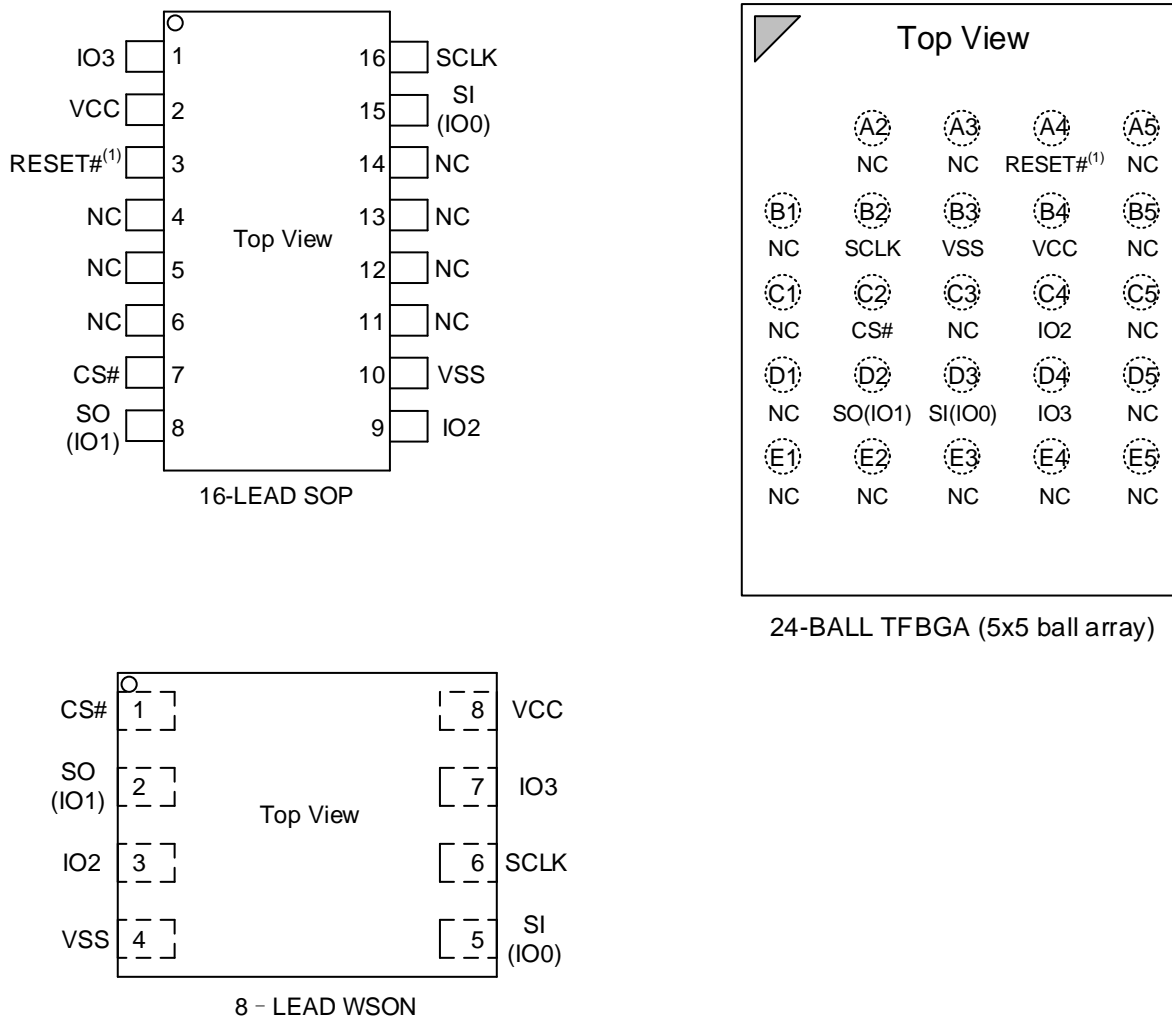 IO3 1 16 SCLK
VCC 2 15 SI (IO0)
RESET#(1) 3 14 NC
NC 4 13 NC
Top View
NC 5 12 NC
NC 6 11 NC
CS# 7 10 VSS
SO (IO1) 8 9 IO2
16-LEAD SOP
Top View
A2 A3 A4 A5
NC NC RESET#(1) NC
B1 B2 B3 B4 B5
NC SCLK VSS VCC NC
C1 C2 C3 C4 C5
NC CS# NC IO2 NC
D1 D2 D3 D4 D5
NC SO(IO1) SI(IO0) IO3 NC
E1 E2 E3 E4 E5
NC NC NC NC NC
24-BALL TFBGA (5x5 ball array)
CS# 1 8 VCC
SO (IO1) 2 7 IO3
Top View
IO2 3 6 SCLK
VSS 4 5 SI (IO0)
8 – LEAD WSON